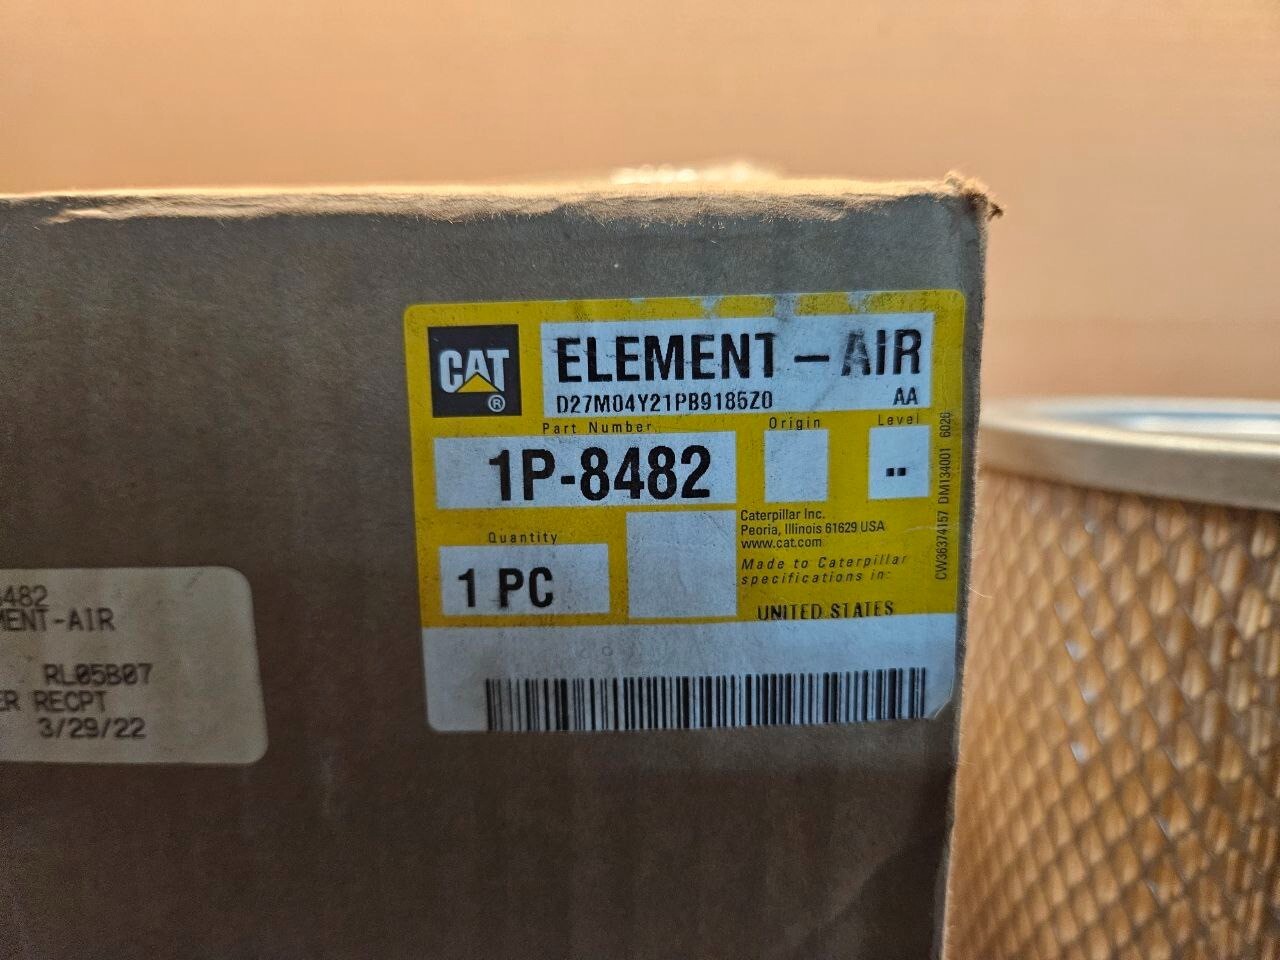 CAT
®
ELEMENT - AIR
D27M04Y21PB9185Z0 AA
Part Number Origin Level
1P-8482 --
Quantity
1 PC
Caterpillar Inc.
Peoria, Illinois 61629 USA
www.cat.com
Made to Caterpillar
specifications in:
UNITED STATES
CW36374157 DM134001 6026
8482
MENT-AIR
RL05B07
ER RECPT
3/29/22